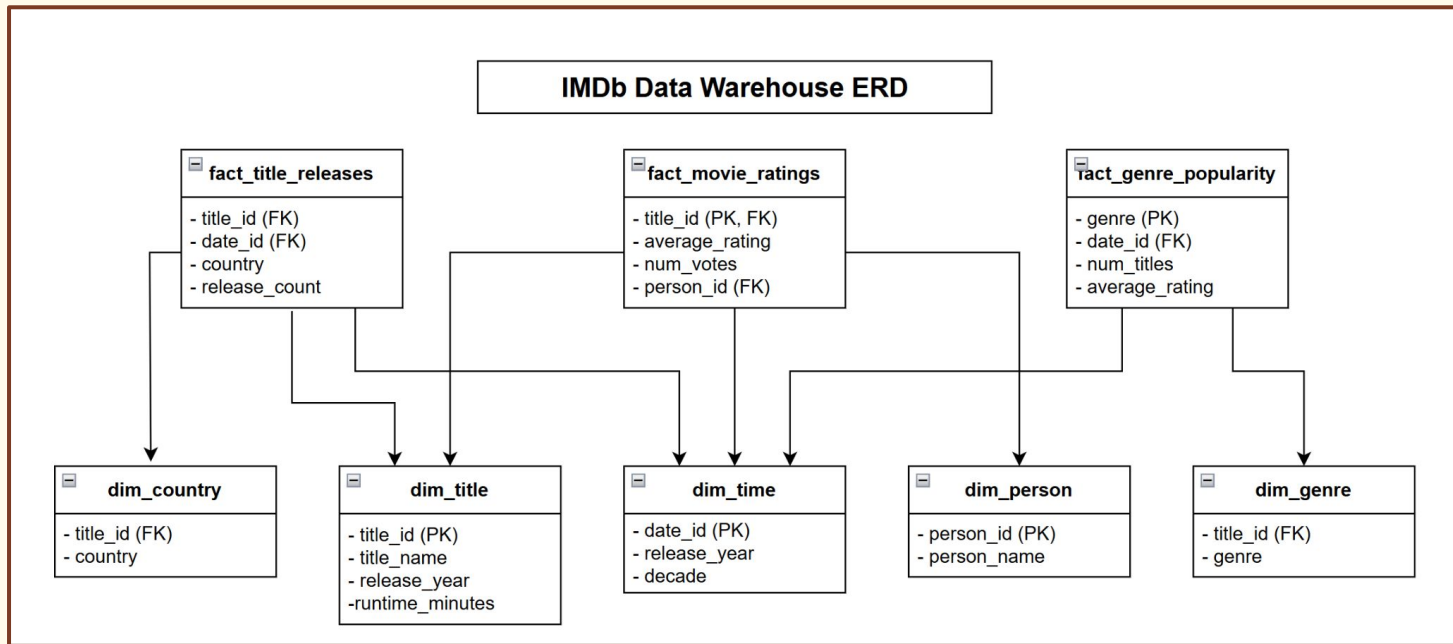 IMDb Data Warehouse ERD
fact_title_releases
- title_id (FK)
- date_id (FK)
- country
- release_count
fact_movie_ratings
- title_id (PK, FK)
- average_rating
- num_votes
- person_id (FK)
fact_genre_popularity
- genre (PK)
- date_id (FK)
- num_titles
- average_rating
dim_country
- title_id (FK)
- country
dim_title
- title_id (PK)
- title_name
- release_year
-runtime_minutes
dim_time
- date_id (PK)
- release_year
- decade
dim_person
- person_id (PK)
- person_name
dim_genre
- title_id (FK)
- genre